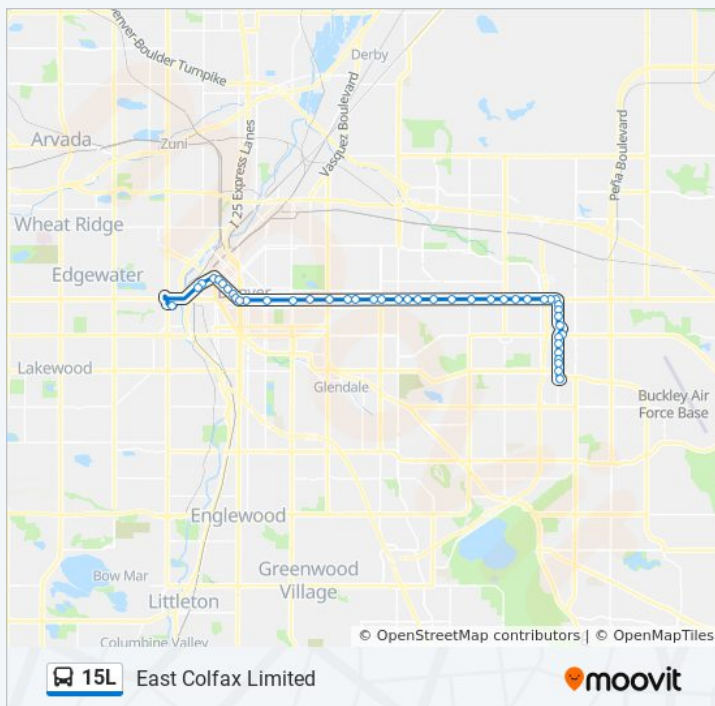 Derby
Denver-Boulder Turnpike
Arvada
Zuni
I 25 Express Lanes
Vasquez Boulevard
Peña Boulevard
Wheat Ridge
Edgewater
Denver
Lakewood
Glendale
Buckley Air
Force Base
Englewood
Bow Mar
Greenwood
Village
Littleton
Columbine Valley
© OpenStreetMap contributors | © OpenMapTiles
15L East Colfax Limited
moovit